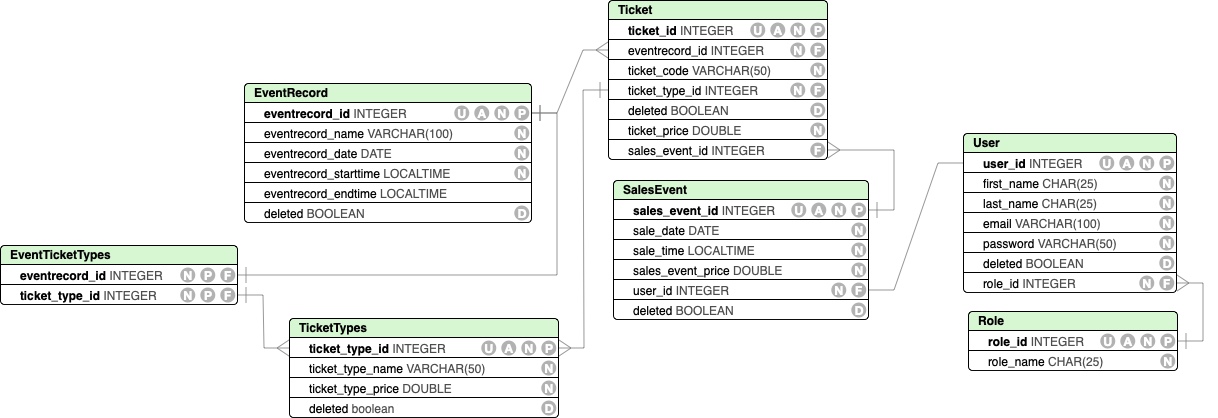 Ticket
ticket_id INTEGER U A N P
eventrecord_id INTEGER N F
ticket_code VARCHAR(50) N
ticket_type_id INTEGER N F
deleted BOOLEAN D
ticket_price DOUBLE N
sales_event_id INTEGER F
EventRecord
eventrecord_id INTEGER U A N P
eventrecord_name VARCHAR(100) N
eventrecord_date DATE N
eventrecord_starttime LOCALTIME N
eventrecord_endtime LOCALTIME
deleted BOOLEAN D
User
user_id INTEGER U A N P
first_name CHAR(25) N
last_name CHAR(25) N
email VARCHAR(100) N
password VARCHAR(50) N
deleted BOOLEAN D
role_id INTEGER N F
SalesEvent
sales_event_id INTEGER U A N P
sale_date DATE N
sale_time LOCALTIME N
sales_event_price DOUBLE N
user_id INTEGER N F
deleted BOOLEAN D
EventTicketTypes
eventrecord_id INTEGER N P F
ticket_type_id INTEGER N P F
TicketTypes
ticket_type_id INTEGER U A N P
ticket_type_name VARCHAR(50) N
ticket_type_price DOUBLE N
deleted boolean D
Role
role_id INTEGER U A N P
role_name CHAR(25) N